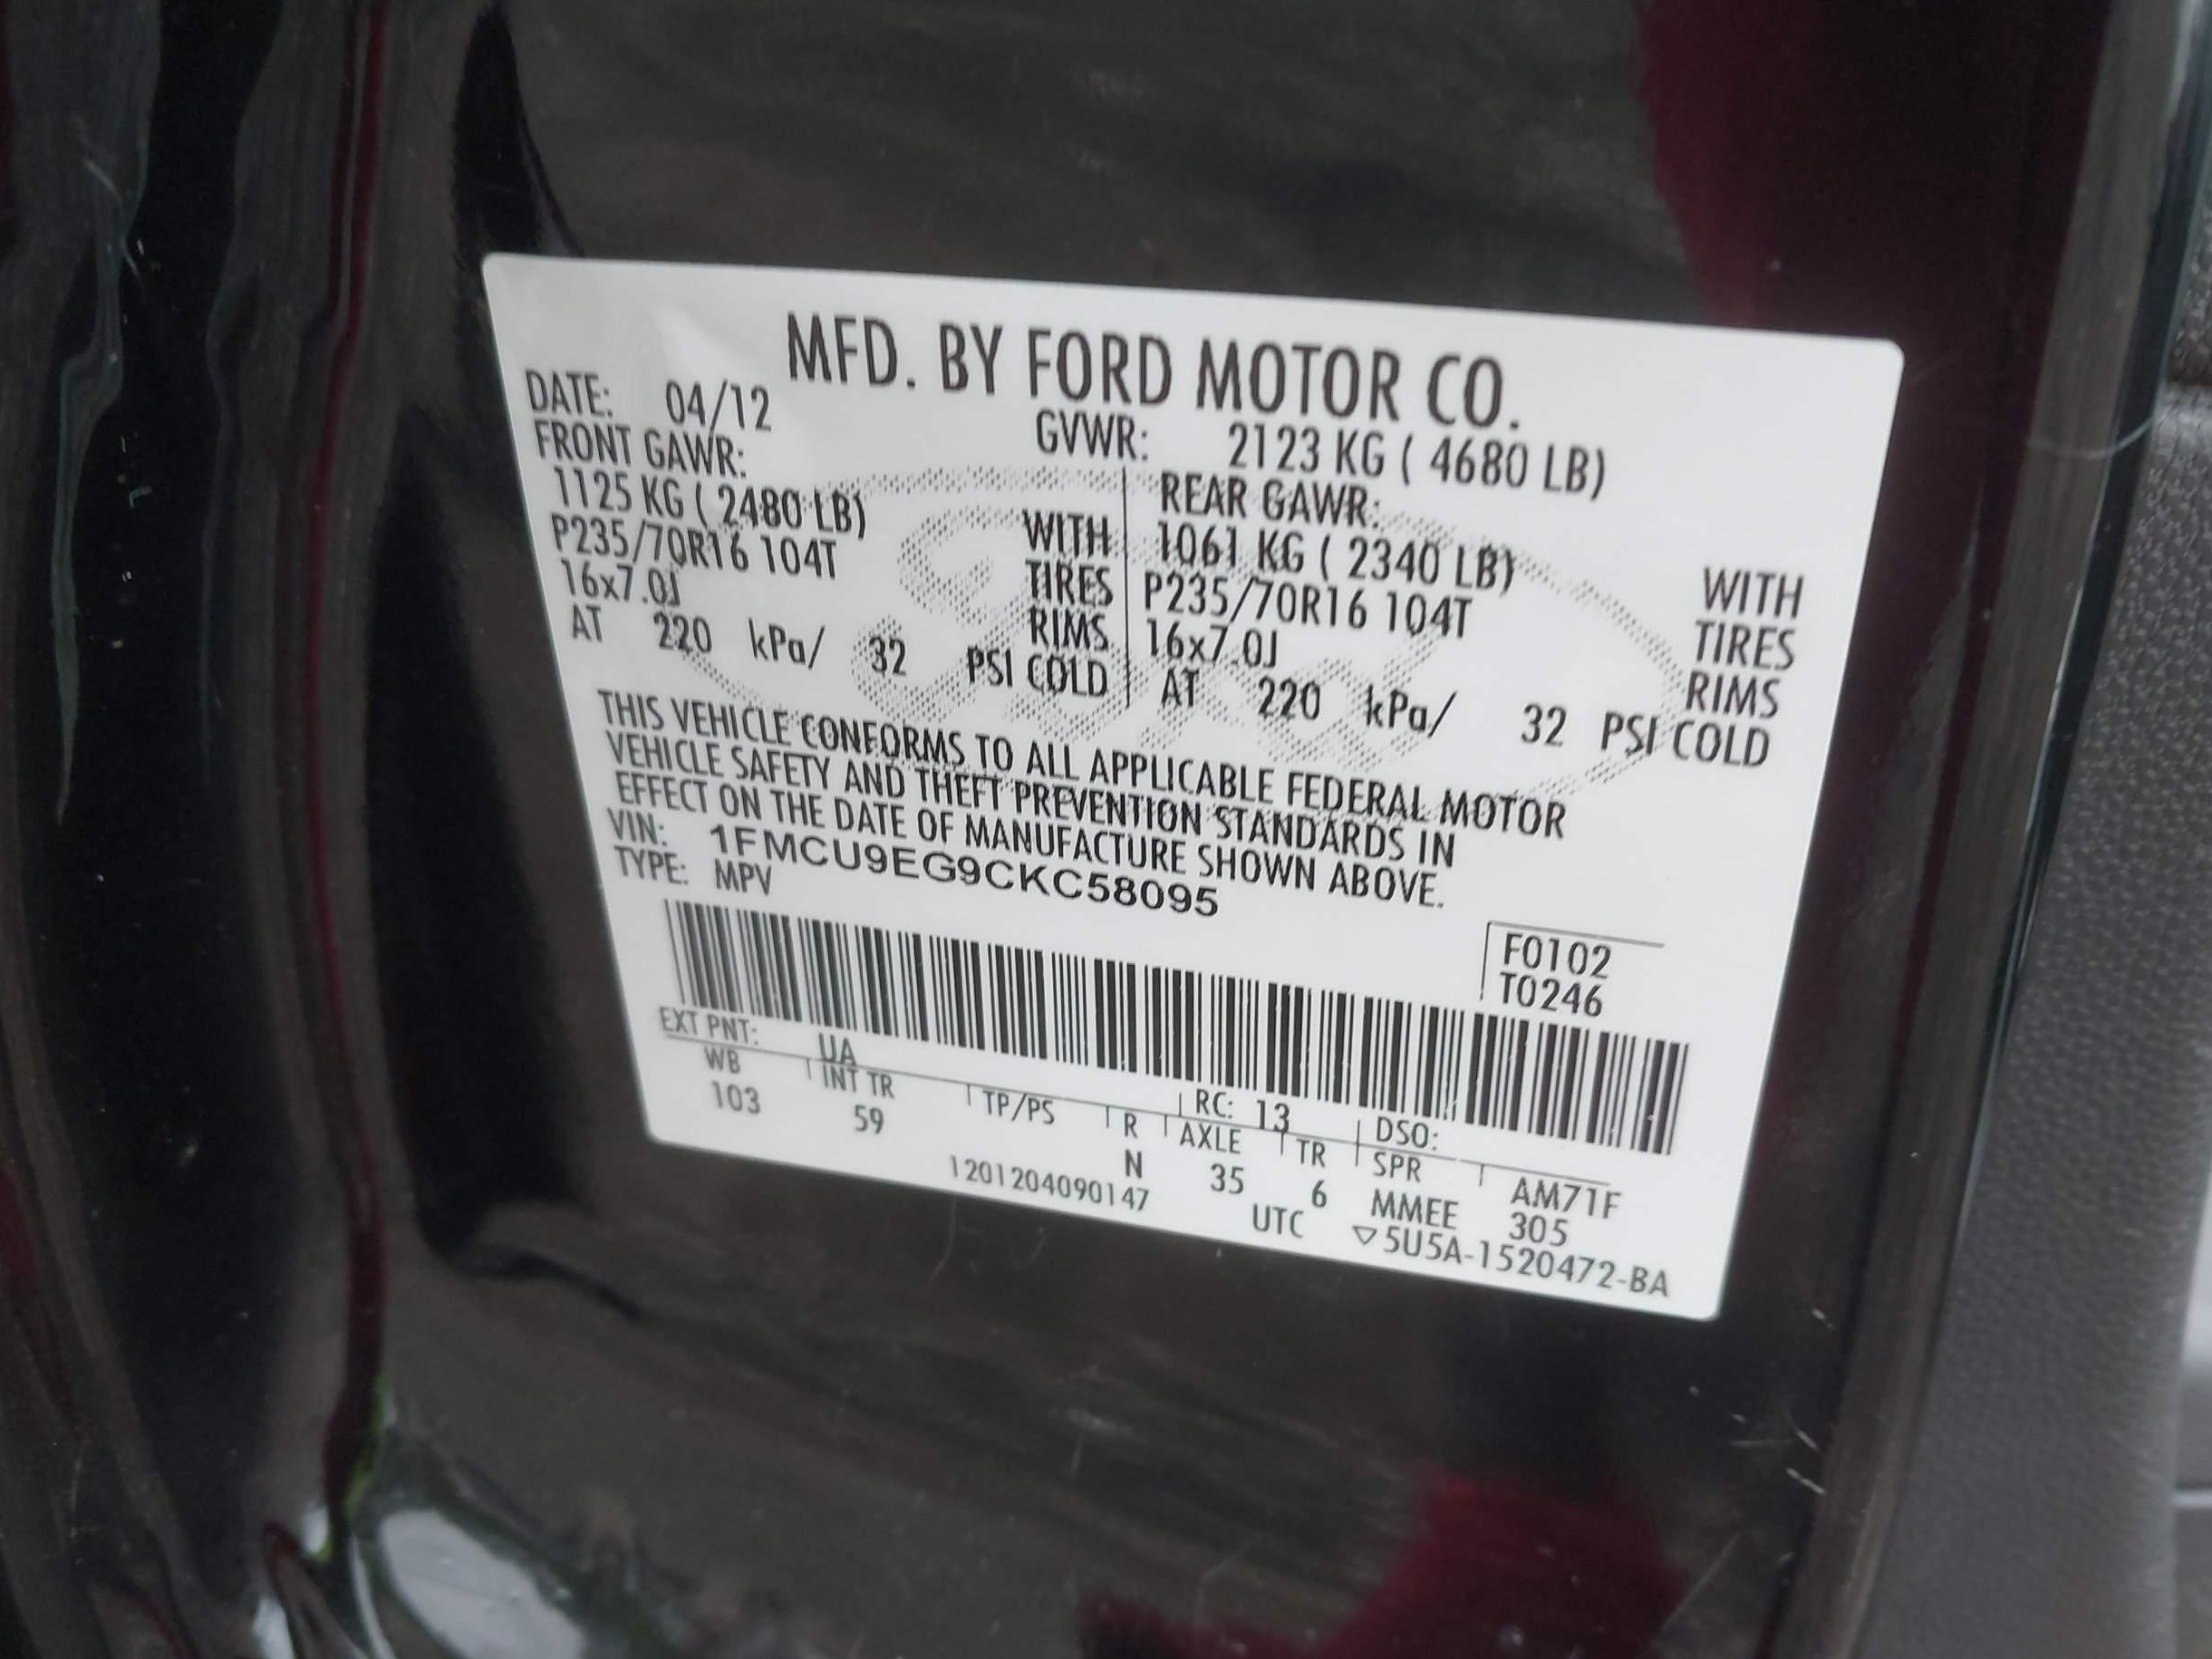 MFD. BY FORD MOTOR CO.
DATE: 04/12 GVWR: 2123 KG ( 4680 LB)
FRONT GAWR: REAR GAWR:
1125 KG ( 2480 LB) WITH 1061 KG ( 2340 LB) WITH
P235/70R16 104T TIRES P235/70R16 104T TIRES
16x7.0J RIMS 16x7.0J RIMS
AT 220 kPa/ 32 PSI COLD AT 220 kPa/ 32 PSI COLD
THIS VEHICLE CONFORMS TO ALL APPLICABLE FEDERAL MOTOR
VEHICLE SAFETY AND THEFT PREVENTION STANDARDS IN
EFFECT ON THE DATE OF MANUFACTURE SHOWN ABOVE.
VIN: 1FMCU9EG9CKC58095
TYPE: MPV
F0102
T0246
EXT PNT: UA RC: 13 DSO:
WB INT TR TP/PS R AXLE TR SPR AM71F
103 59 N 35 6 MMEE 305
1201204090147 UTC ▽5U5A-1520472-BA